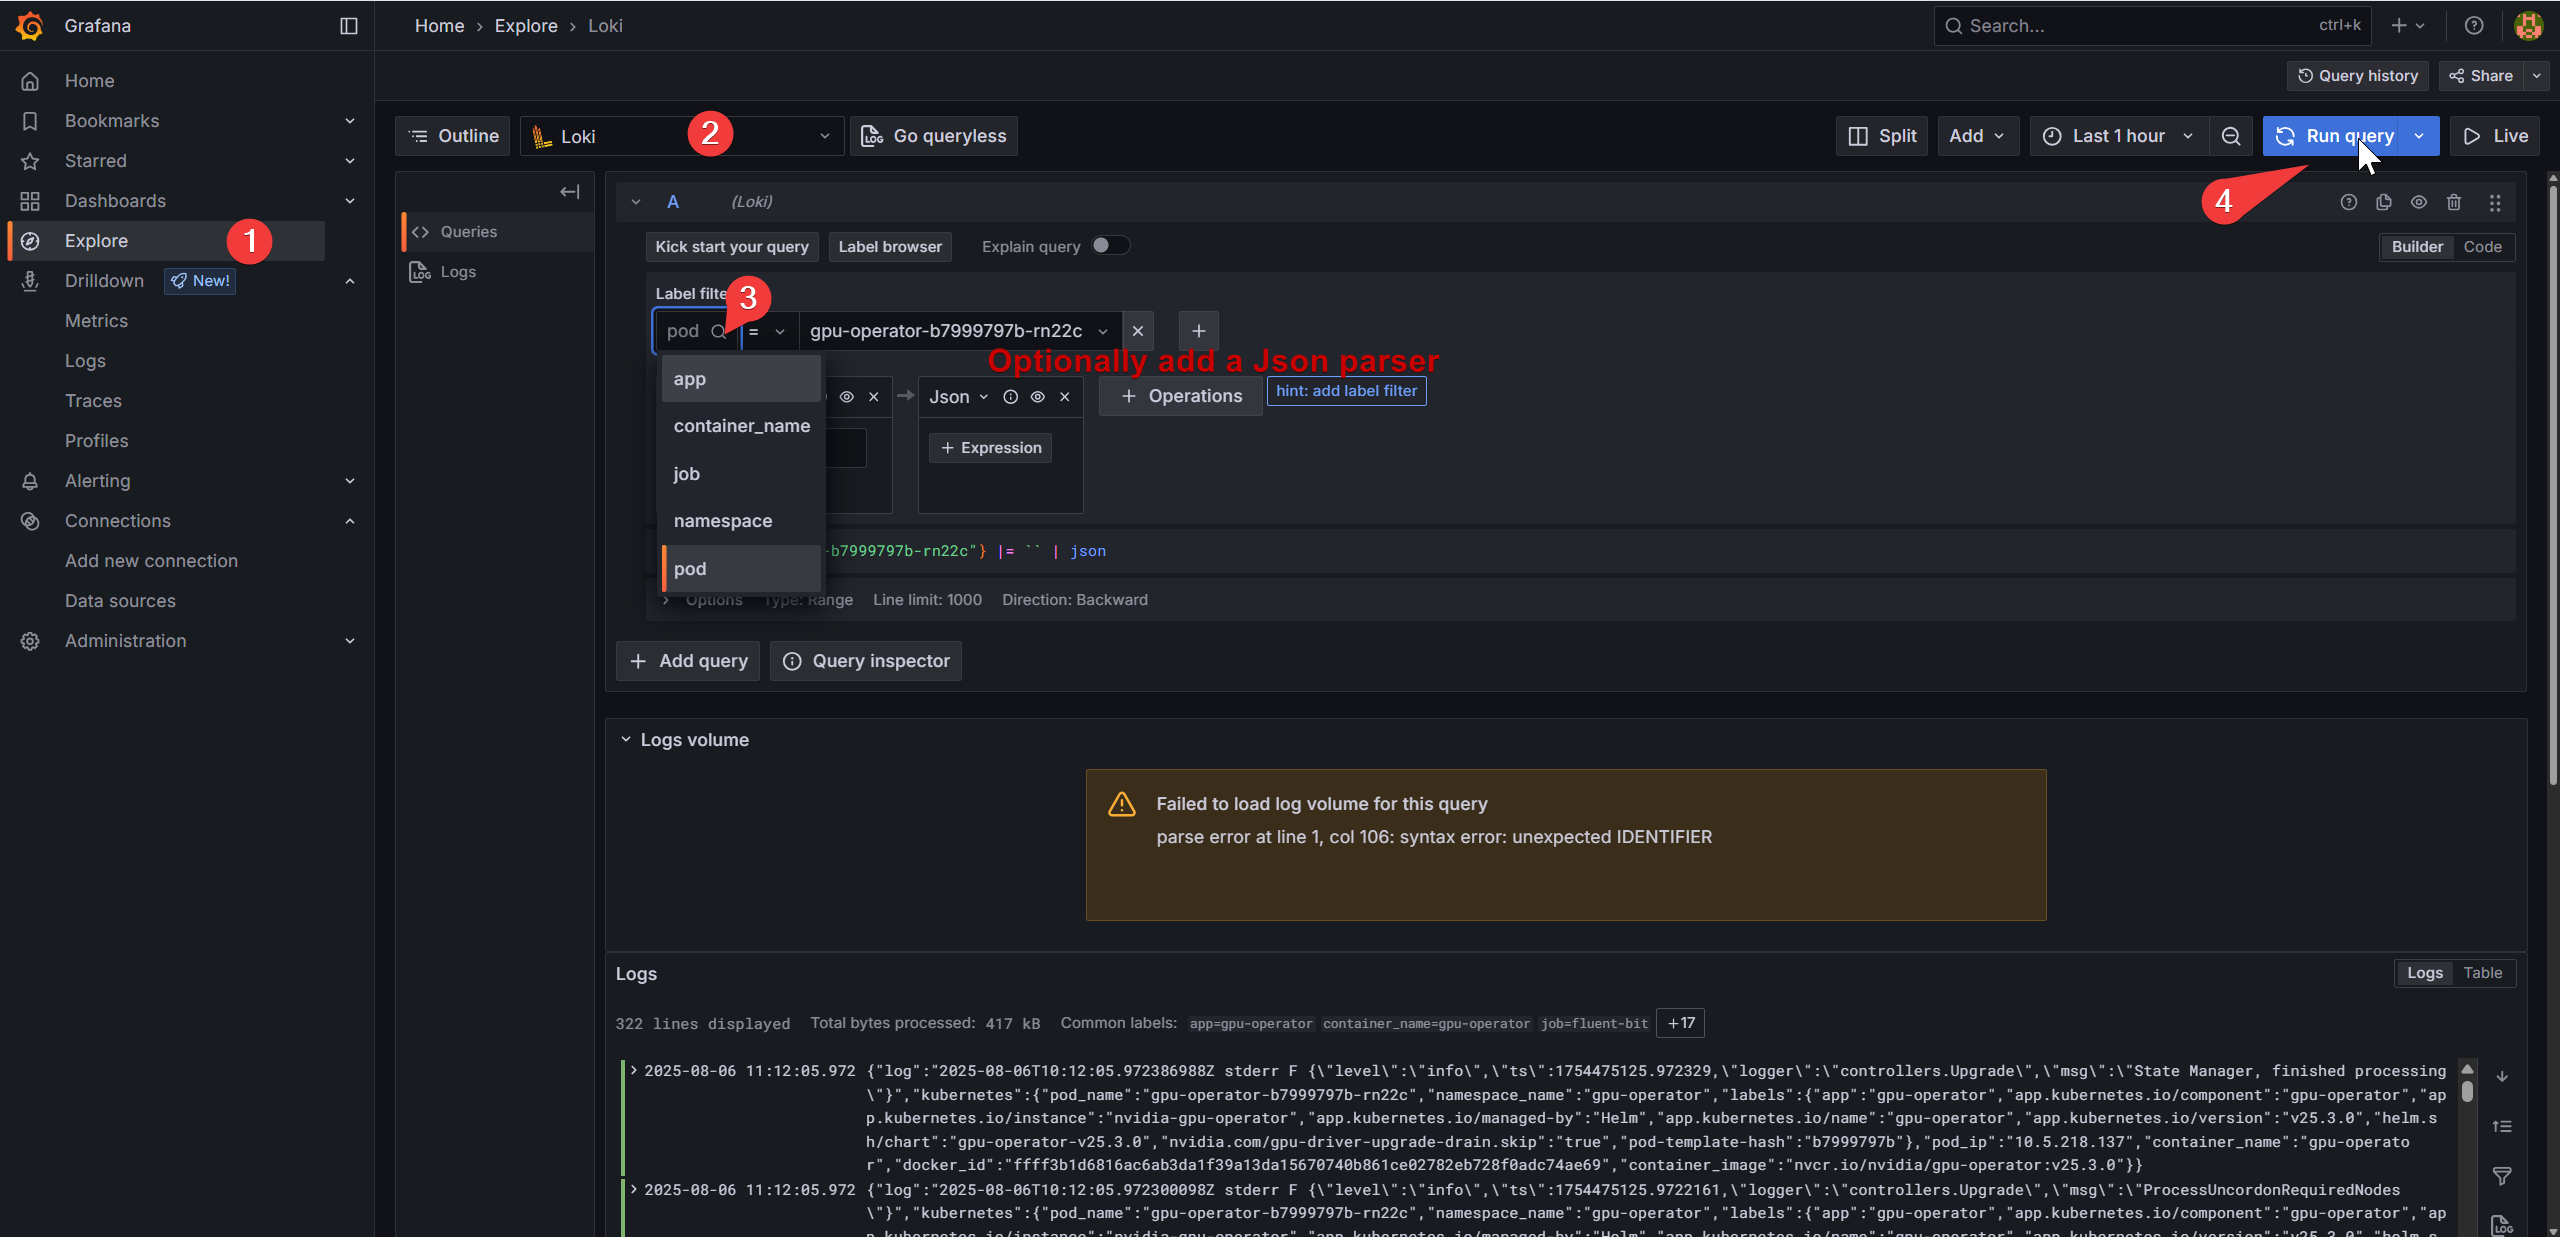 Grafana
Home › Explore › Loki
Search...
ctrl+k
Home
Bookmarks
Starred
Dashboards
Explore
1
Drilldown
New!
Metrics
Logs
Traces
Profiles
Alerting
Connections
Add new connection
Data sources
Administration
Query history
Share
Outline
Loki
2
Go queryless
Split
Add
Last 1 hour
Run query
Live
4
Queries
Logs
A
(Loki)
Kick start your query
Label browser
Explain query
Builder
Code
Label filte
3
pod
=
gpu-operator-b7999797b-rn22c
Optionally add a Json parser
app
container_name
job
namespace
pod
Json
+ Expression
+ Operations
hint: add label filter
-b7999797b-rn22c"} |= `` | json
Options Type: Range Line limit: 1000 Direction: Backward
+ Add query
Query inspector
Logs volume
Failed to load log volume for this query
parse error at line 1, col 106: syntax error: unexpected IDENTIFIER
Logs
Logs
Table
322 lines displayed Total bytes processed: 417 kB Common labels: app=gpu-operator container_name=gpu-operator job=fluent-bit +17
2025-08-06 11:12:05.972 {"log":"2025-08-06T10:12:05.972386988Z stderr F {\"level\":\"info\",\"ts\":1754475125.972329,\"logger\":\"controllers.Upgrade\",\"msg\":\"State Manager, finished processing
\"}","kubernetes":{"pod_name":"gpu-operator-b7999797b-rn22c","namespace_name":"gpu-operator","labels":{"app":"gpu-operator","app.kubernetes.io/component":"gpu-operator","ap
p.kubernetes.io/instance":"nvidia-gpu-operator","app.kubernetes.io/managed-by":"Helm","app.kubernetes.io/name":"gpu-operator","app.kubernetes.io/version":"v25.3.0","helm.s
h/chart":"gpu-operator-v25.3.0","nvidia.com/gpu-driver-upgrade-drain.skip":"true","pod-template-hash":"b7999797b"},"pod_ip":"10.5.218.137","container_name":"gpu-operato
r","docker_id":"ffff3b1d6816ac6ab3da1f39a13da15670740b861ce02782eb728f0adc74ae69","container_image":"nvcr.io/nvidia/gpu-operator:v25.3.0"}}
2025-08-06 11:12:05.972 {"log":"2025-08-06T10:12:05.972300098Z stderr F {\"level\":\"info\",\"ts\":1754475125.9722161,\"logger\":\"controllers.Upgrade\",\"msg\":\"ProcessUncordonRequiredNodes
\"}","kubernetes":{"pod_name":"gpu-operator-b7999797b-rn22c","namespace_name":"gpu-operator","labels":{"app":"gpu-operator","app.kubernetes.io/component":"gpu-operator","ap